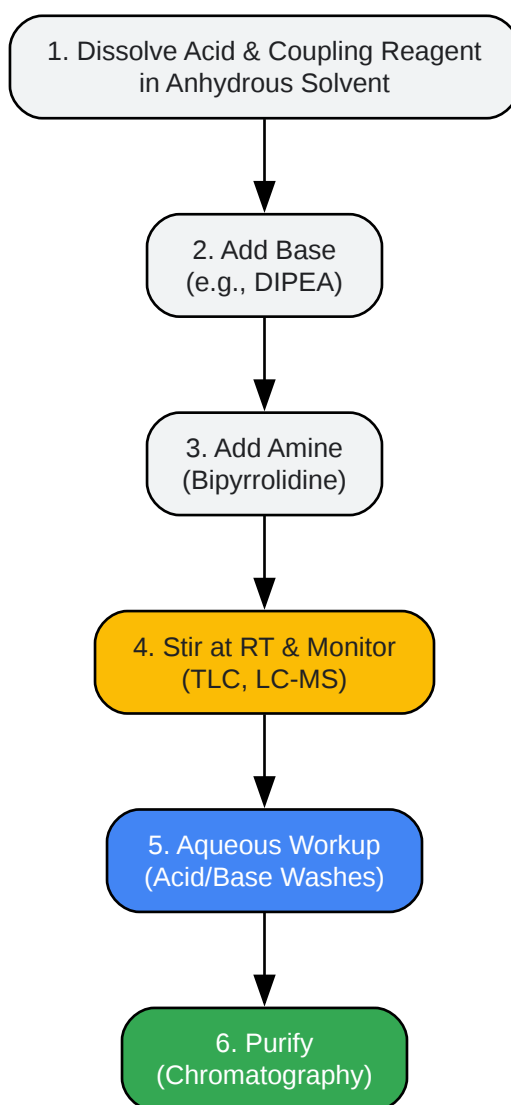 1. Dissolve Acid & Coupling Reagent
in Anhydrous Solvent
2. Add Base
(e.g., DIPEA)
3. Add Amine
(Bipyrrolidine)
4. Stir at RT & Monitor
(TLC, LC-MS)
5. Aqueous Workup
(Acid/Base Washes)
6. Purify
(Chromatography)